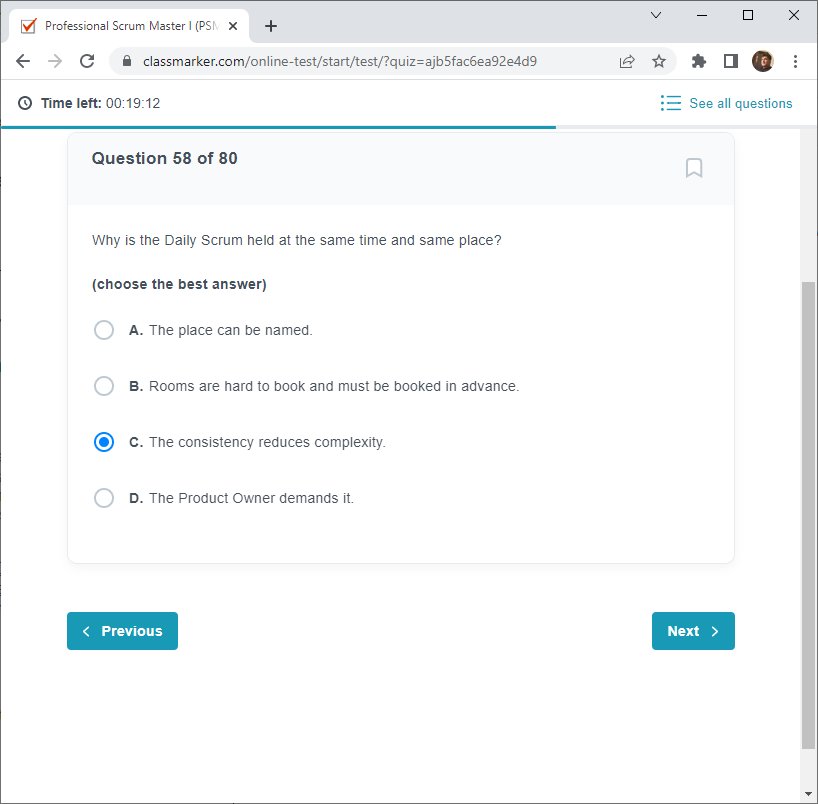 Professional Scrum Master I (PSM
classmarker.com/online-test/start/test/?quiz=ajb5fac6ea92e4d9
Time left: 00:19:12
See all questions
Question 58 of 80
Why is the Daily Scrum held at the same time and same place?
(choose the best answer)
A. The place can be named.
B. Rooms are hard to book and must be booked in advance.
C. The consistency reduces complexity.
D. The Product Owner demands it.
Previous
Next